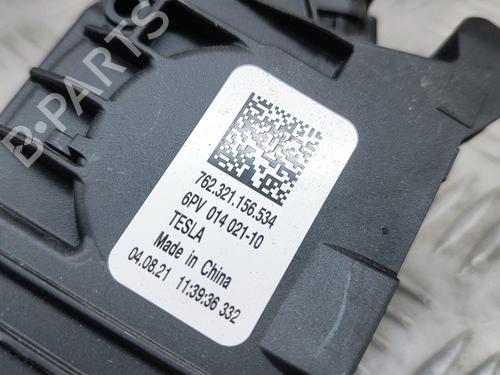 B-PARTS
762.321.156.534
6PV 014 021-10
TESLA
Made in China
04.08.21 11:39:36 332